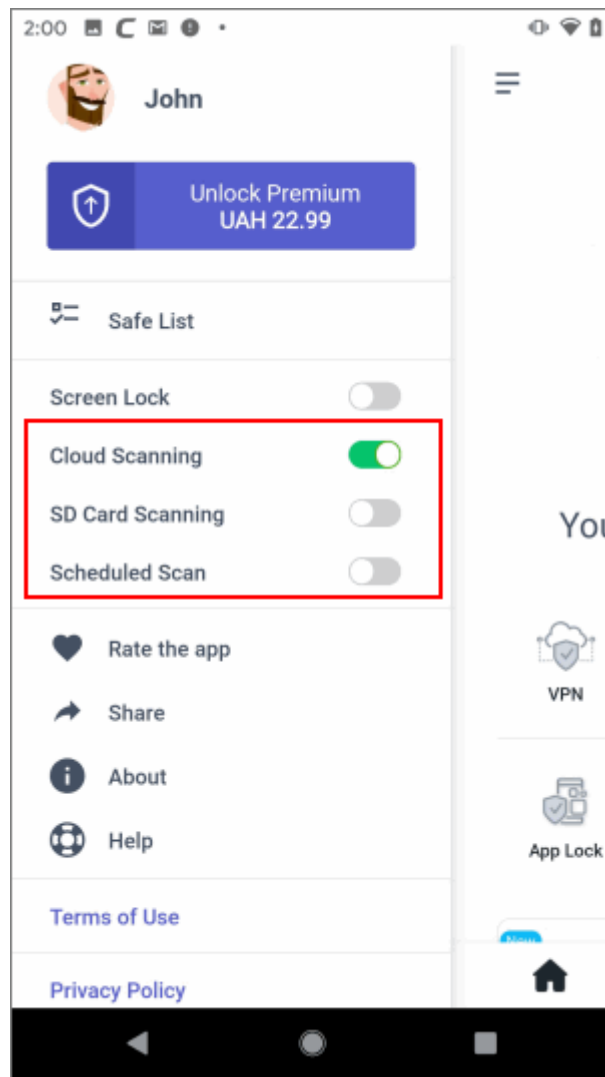 2:00
John
Unlock Premium
UAH 22.99
Safe List
Screen Lock
Cloud Scanning
SD Card Scanning
Scheduled Scan
Rate the app
Share
About
Help
Terms of Use
Privacy Policy
You
VPN
App Lock
New